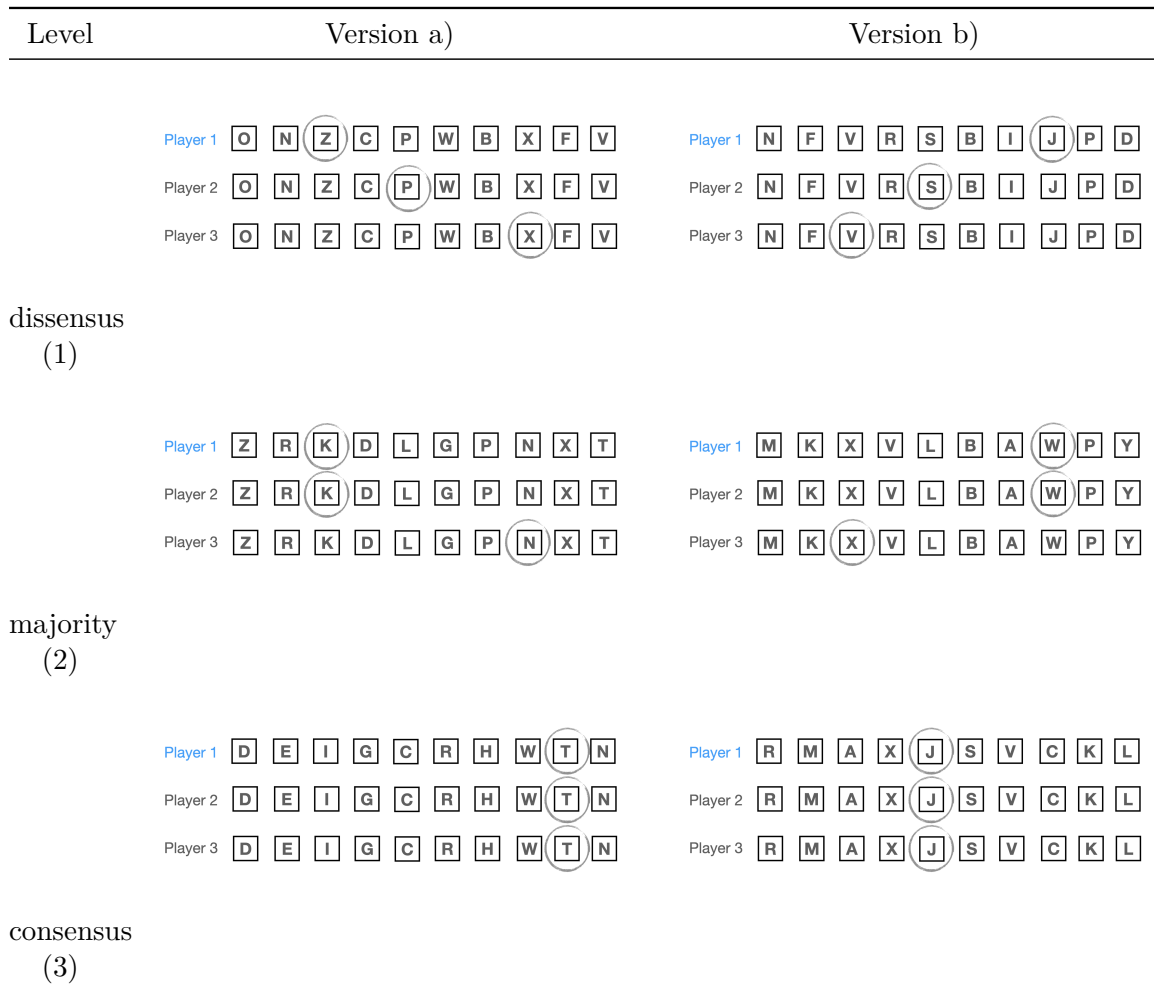 Level Version a) Version b)
Player 1 O N Z C P W B X F V Player 1 N F V R S B I J P D
Player 2 O N Z C P W B X F V Player 2 N F V R S B I J P D
Player 3 O N Z C P W B X F V Player 3 N F V R S B I J P D
dissensus
(1)
Player 1 Z R K D L G P N X T Player 1 M K X V L B A W P Y
Player 2 Z R K D L G P N X T Player 2 M K X V L B A W P Y
Player 3 Z R K D L G P N X T Player 3 M K X V L B A W P Y
majority
(2)
Player 1 D E I G C R H W T N Player 1 R M A X J S V C K L
Player 2 D E I G C R H W T N Player 2 R M A X J S V C K L
Player 3 D E I G C R H W T N Player 3 R M A X J S V C K L
consensus
(3)